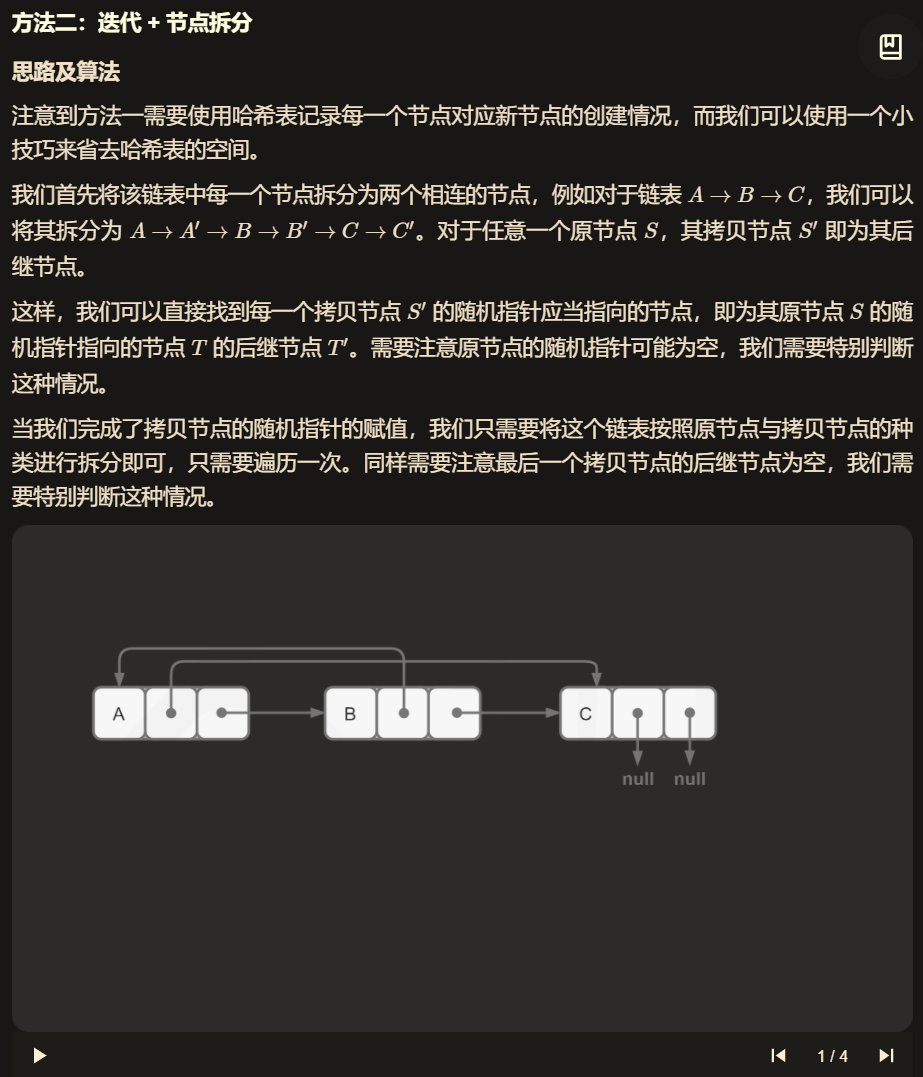 方法二：迭代 + 节点拆分
思路及算法
注意到方法一需要使用哈希表记录每一个节点对应新节点的创建情况，而我们可以使用一个小
技巧来省去哈希表的空间。
我们首先将该链表中每一个节点拆分为两个相连的节点，例如对于链表 A → B → C，我们可以
将其拆分为 A → A′ → B → B′ → C → C′。对于任意一个原节点 S，其拷贝节点 S′ 即为其后
继节点。
这样，我们可以直接找到每一个拷贝节点 S′ 的随机指针应当指向的节点，即为其原节点 S 的随
机指针指向的节点 T 的后继节点 T′。需要注意原节点的随机指针可能为空，我们需要特别判断
这种情况。
当我们完成了拷贝节点的随机指针的赋值，我们只需要将这个链表按照原节点与拷贝节点的种
类进行拆分即可，只需要遍历一次。同样需要注意最后一个拷贝节点的后继节点为空，我们需
要特别判断这种情况。
A B C
null null
1 / 4